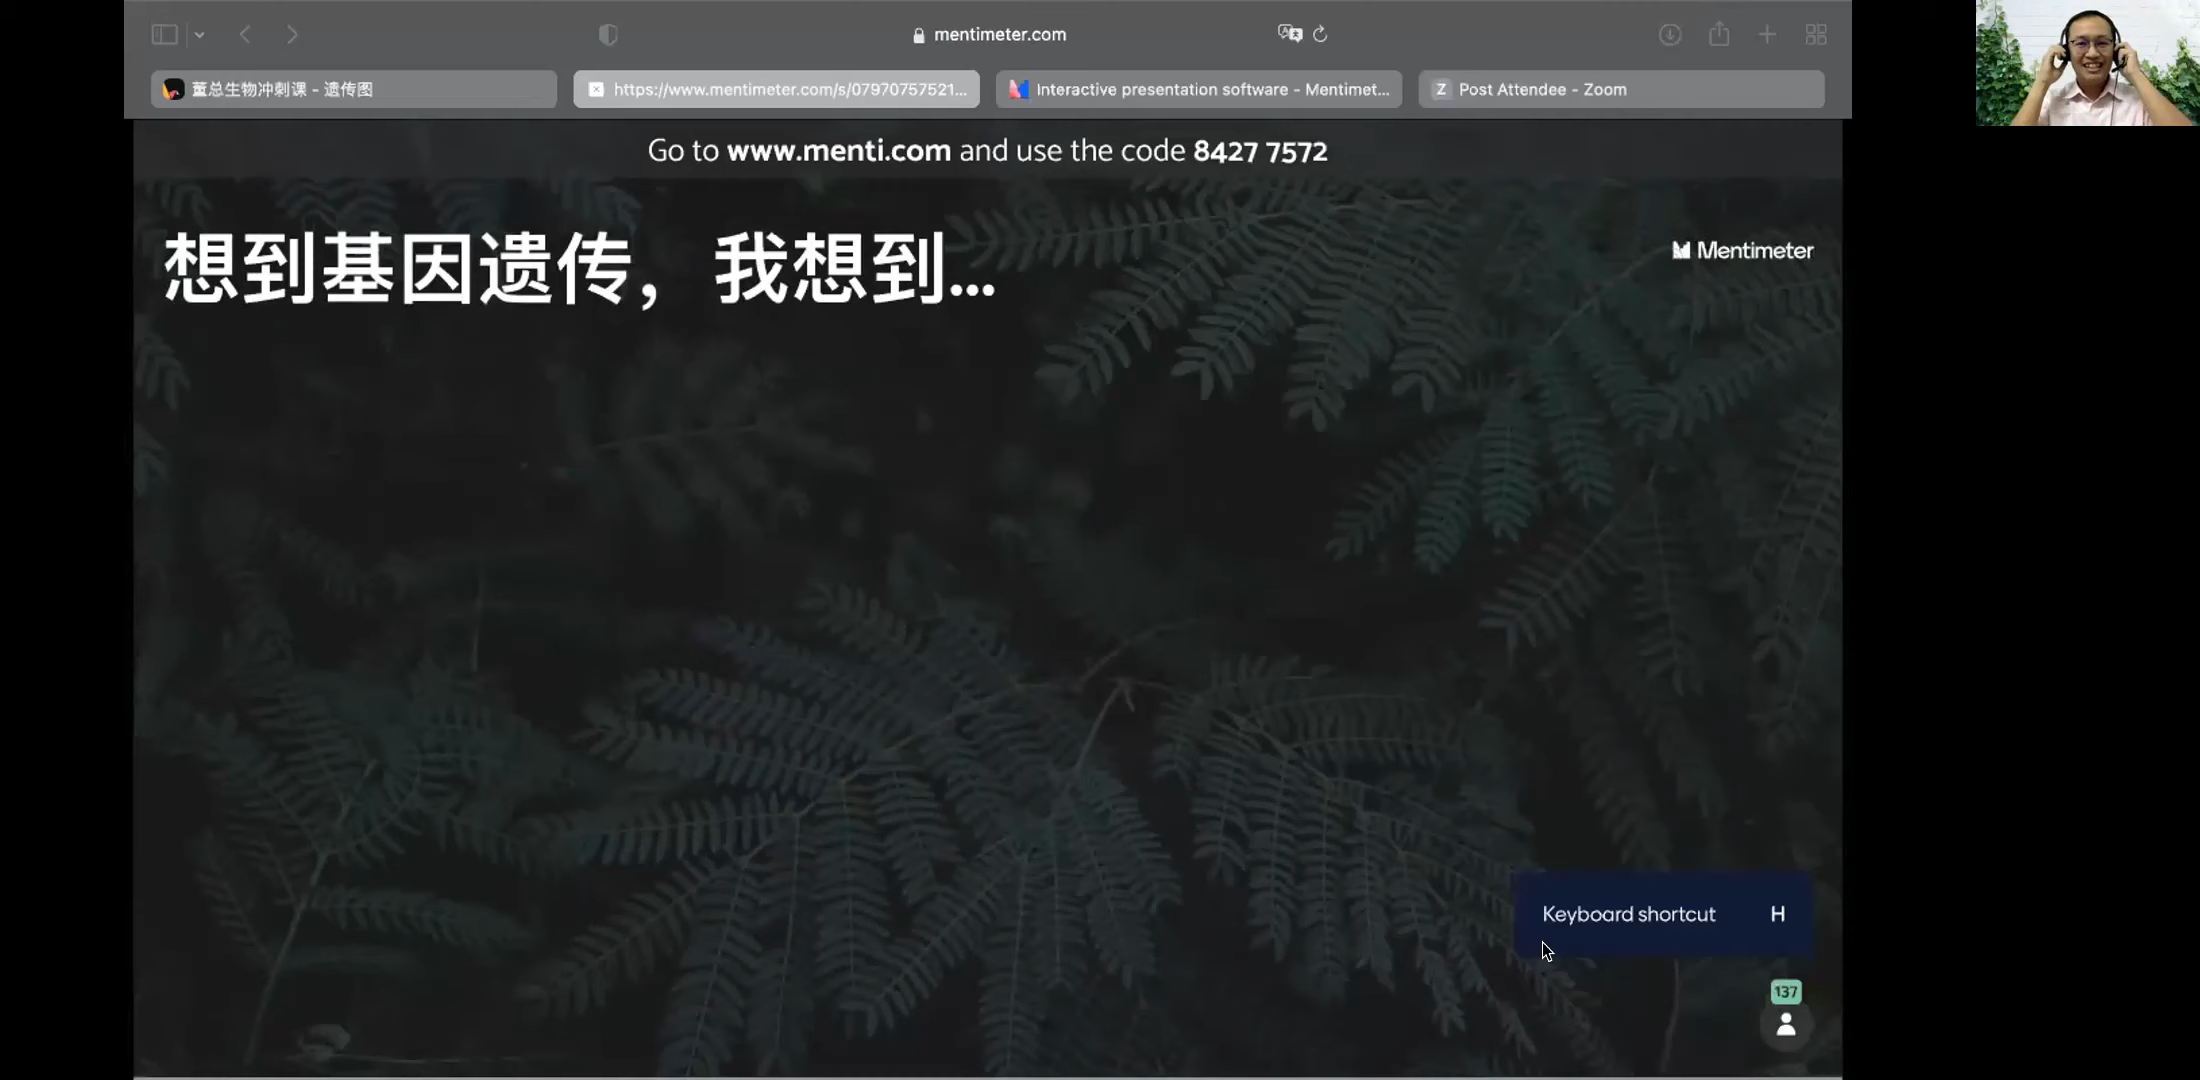 mentimeter.com
董总生物冲刺课 - 遗传图
https://www.mentimeter.com/s/07970757521...
Interactive presentation software - Mentimet...
Z Post Attendee - Zoom
Go to www.menti.com and use the code 8427 7572
想到基因遗传，我想到...
Mentimeter
Keyboard shortcut H
137